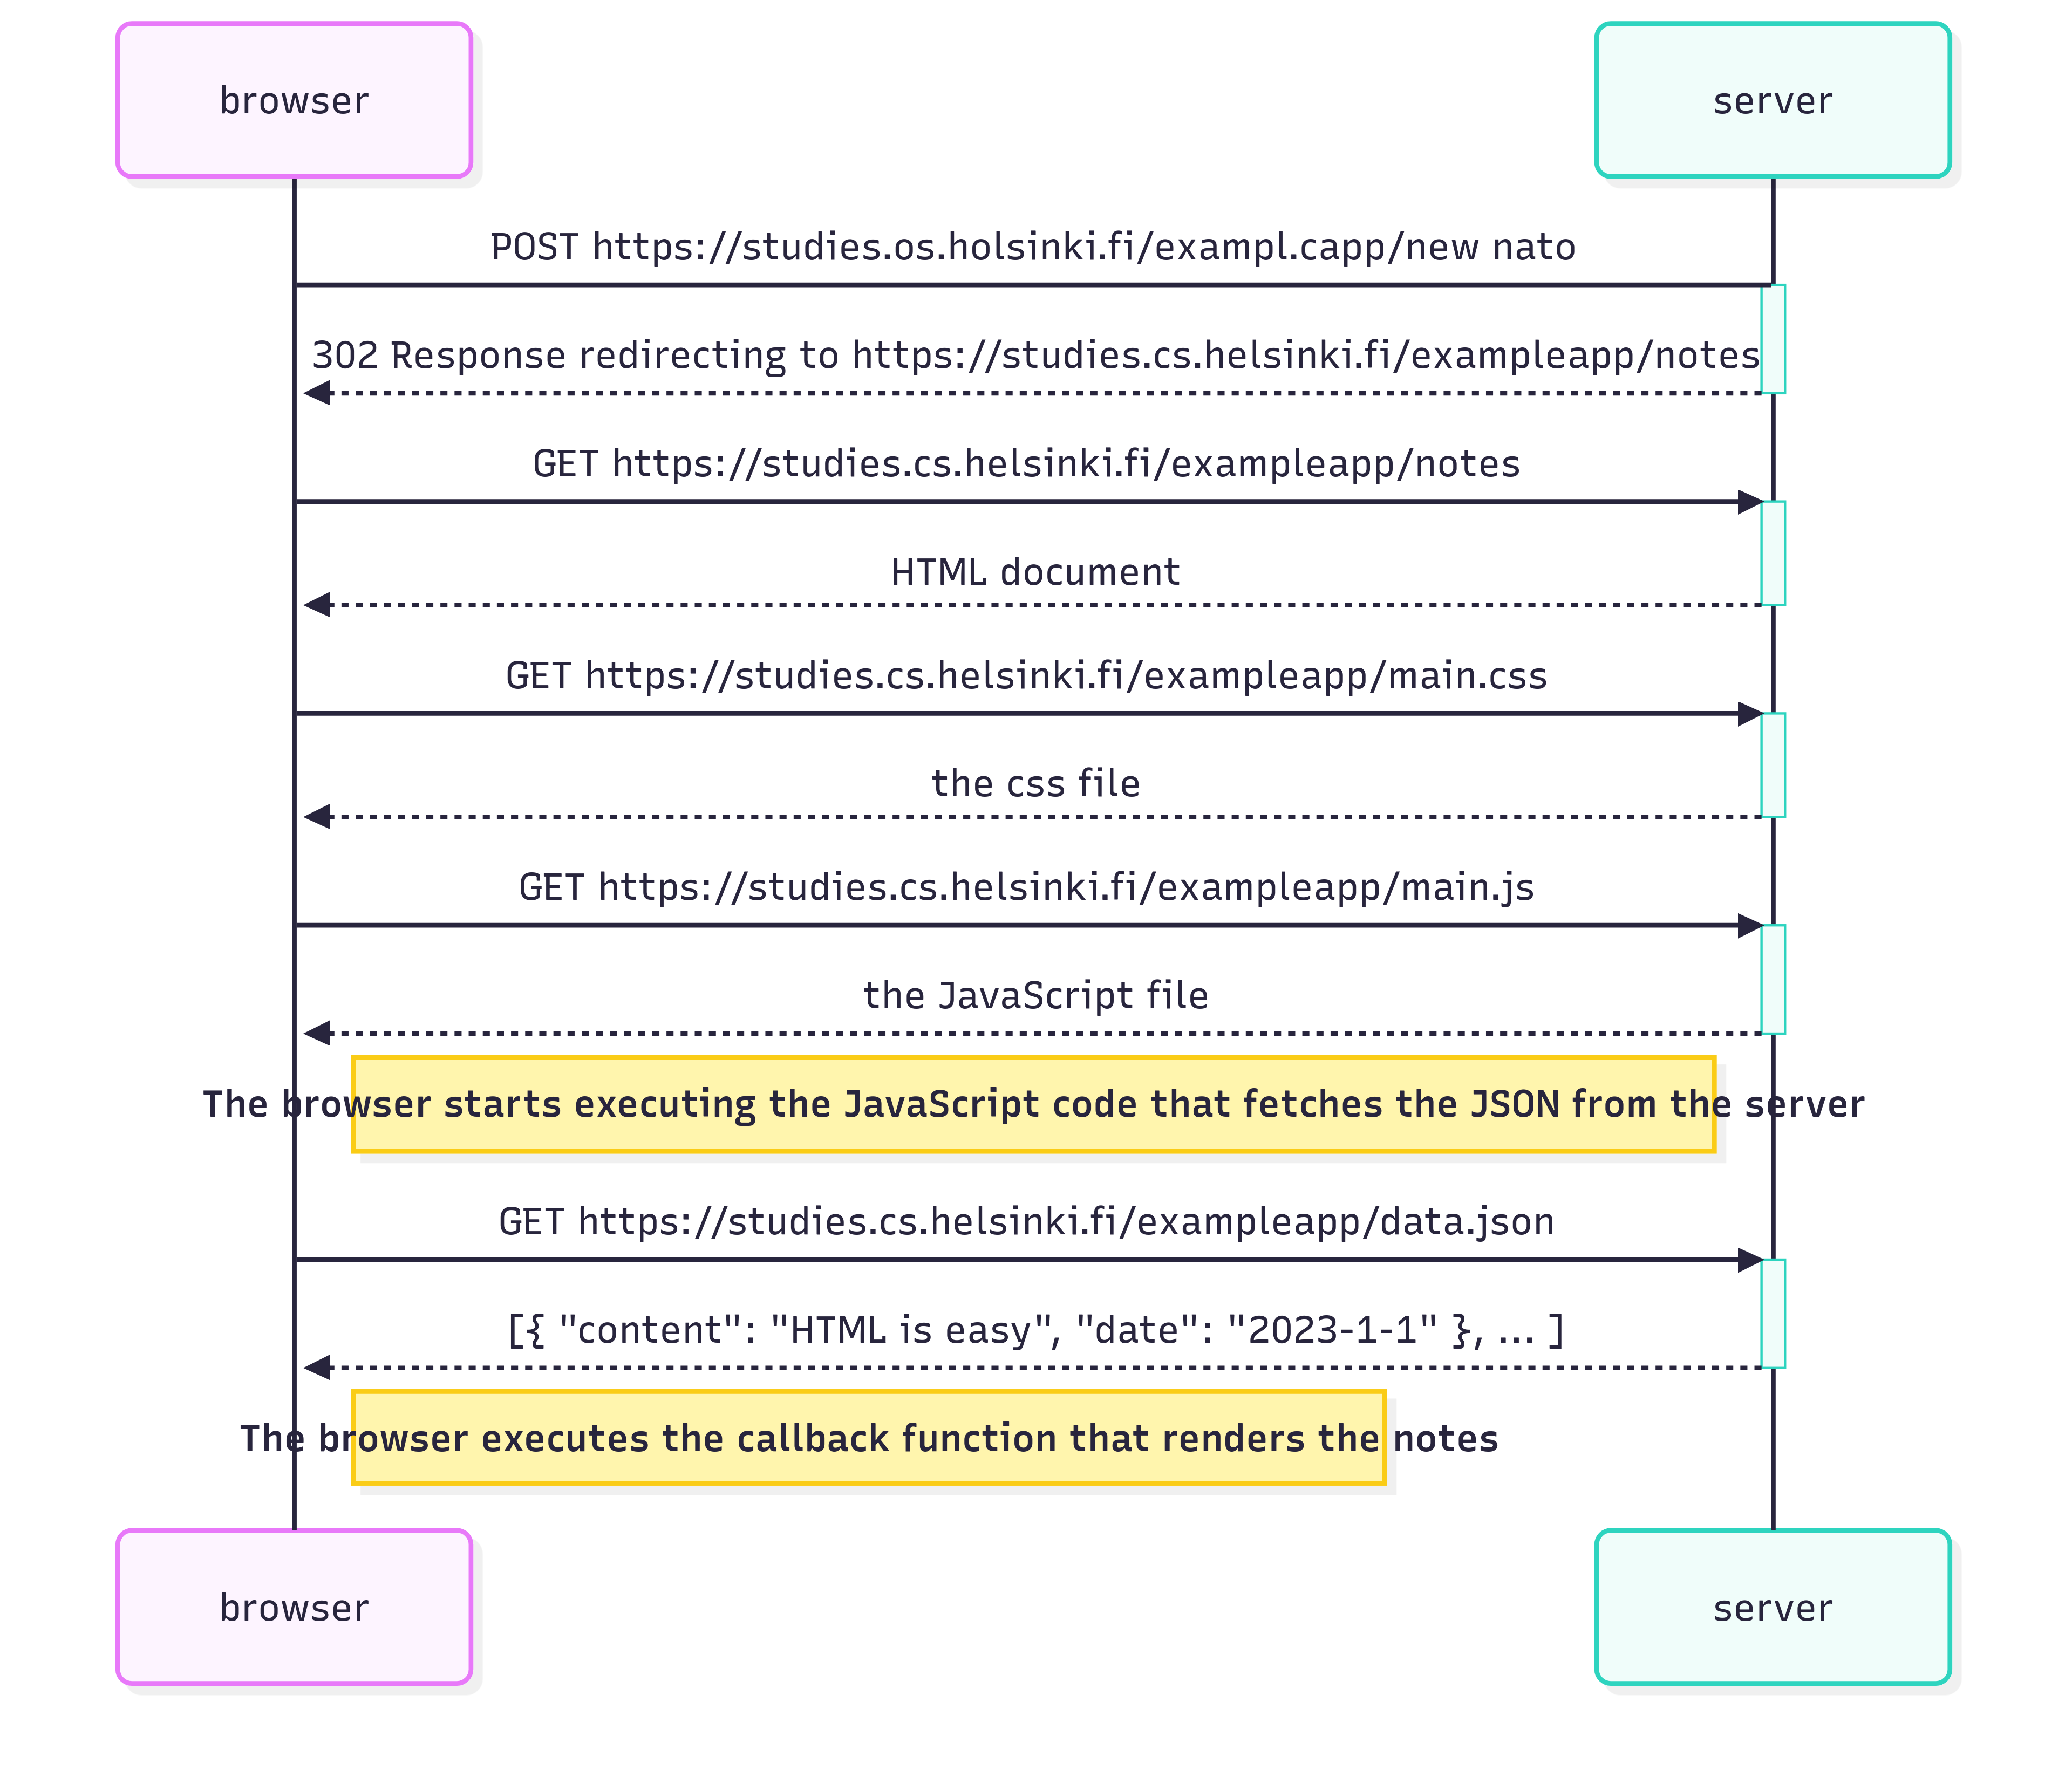 browser
server
POST https://studies.os.holsinki.fi/exampl.capp/new nato
302 Response redirecting to https://studies.cs.helsinki.fi/exampleapp/notes
GET https://studies.cs.helsinki.fi/exampleapp/notes
HTML document
GET https://studies.cs.helsinki.fi/exampleapp/main.css
the css file
GET https://studies.cs.helsinki.fi/exampleapp/main.js
the JavaScript file
The browser starts executing the JavaScript code that fetches the JSON from the server
GET https://studies.cs.helsinki.fi/exampleapp/data.json
[{ "content": "HTML is easy", "date": "2023-1-1" }, ... ]
The browser executes the callback function that renders the notes
browser
server